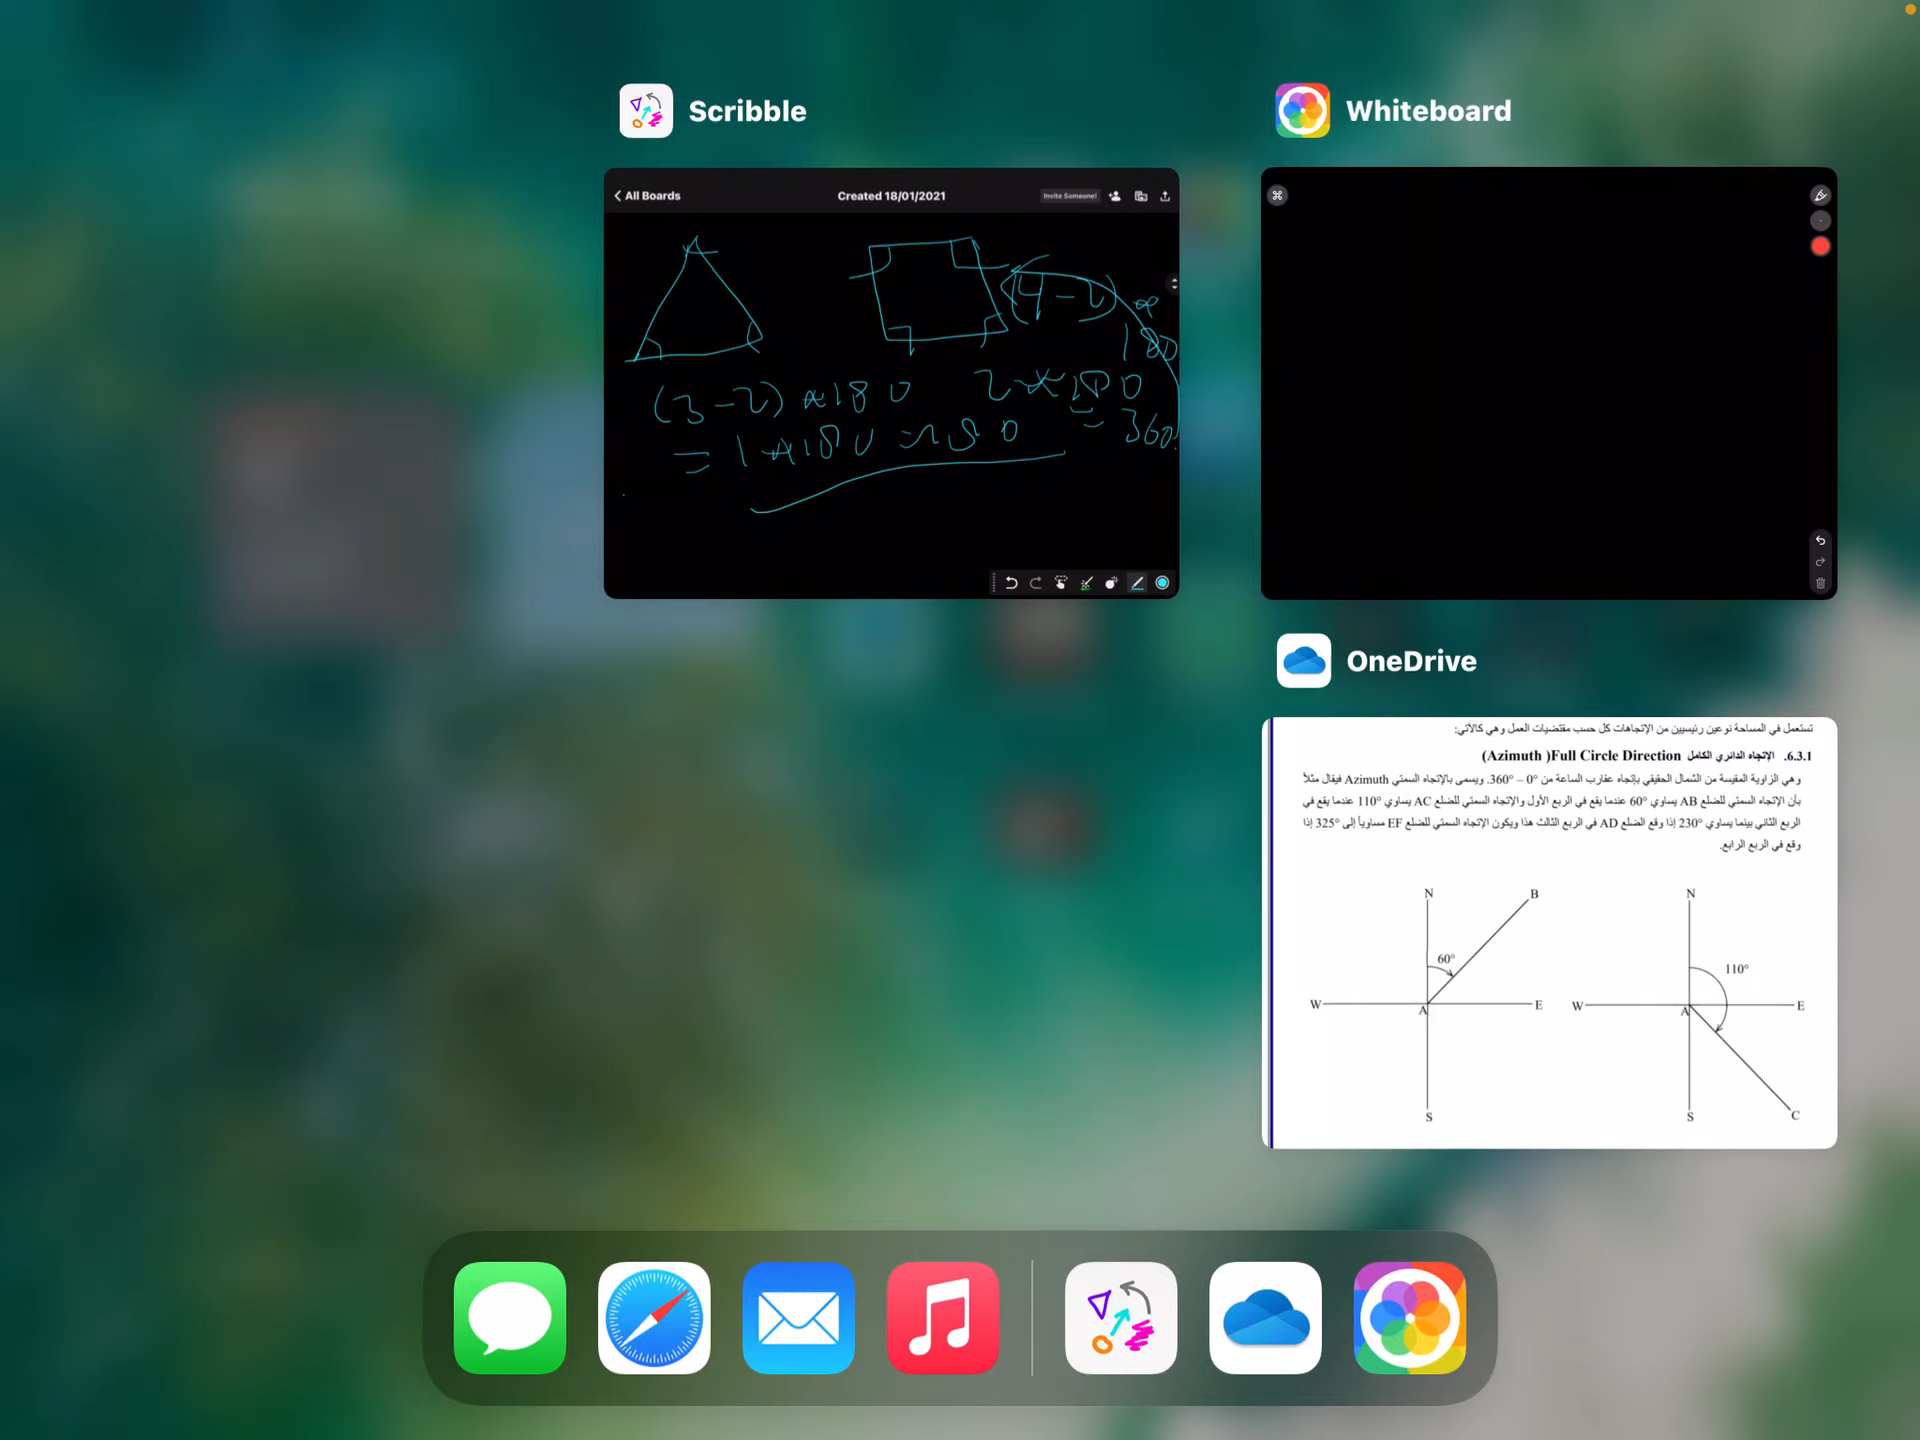 Scribble
Whiteboard
All Boards
Created 18/01/2021
Invite Someone!
(4-2) *
180
(3-2) *180
2*180
= 1*180 = 180
= 360
OneDrive
تستعمل في المساحة نوعين رئيسيين من الإتجاهات كل حسب مقتضيات العمل وهي كالآتي:
6.3.1. الإتجاه الدائري الكامل Full Circle Direction( Azimuth)
وهي الزاوية المقيسة من الشمال الحقيقي بإتجاه عقارب الساعة من °0 – °360. ويسمى بالإتجاه السمتي Azimuth فيقال مثلاً
بأن الإتجاه السمتي للضلع AB يساوي °60 عندما يقع في الربع الأول والإتجاه السمتي للضلع AC يساوي °110 عندما يقع في
الربع الثاني بينما يساوي °230 إذا وقع الضلع AD في الربع الثالث هذا ويكون الإتجاه السمتي للضلع EF مساوياً إلى °325 إذا
وقع في الربع الرابع.
N
B
60°
W
A
E
S
N
110°
W
A
E
S
C